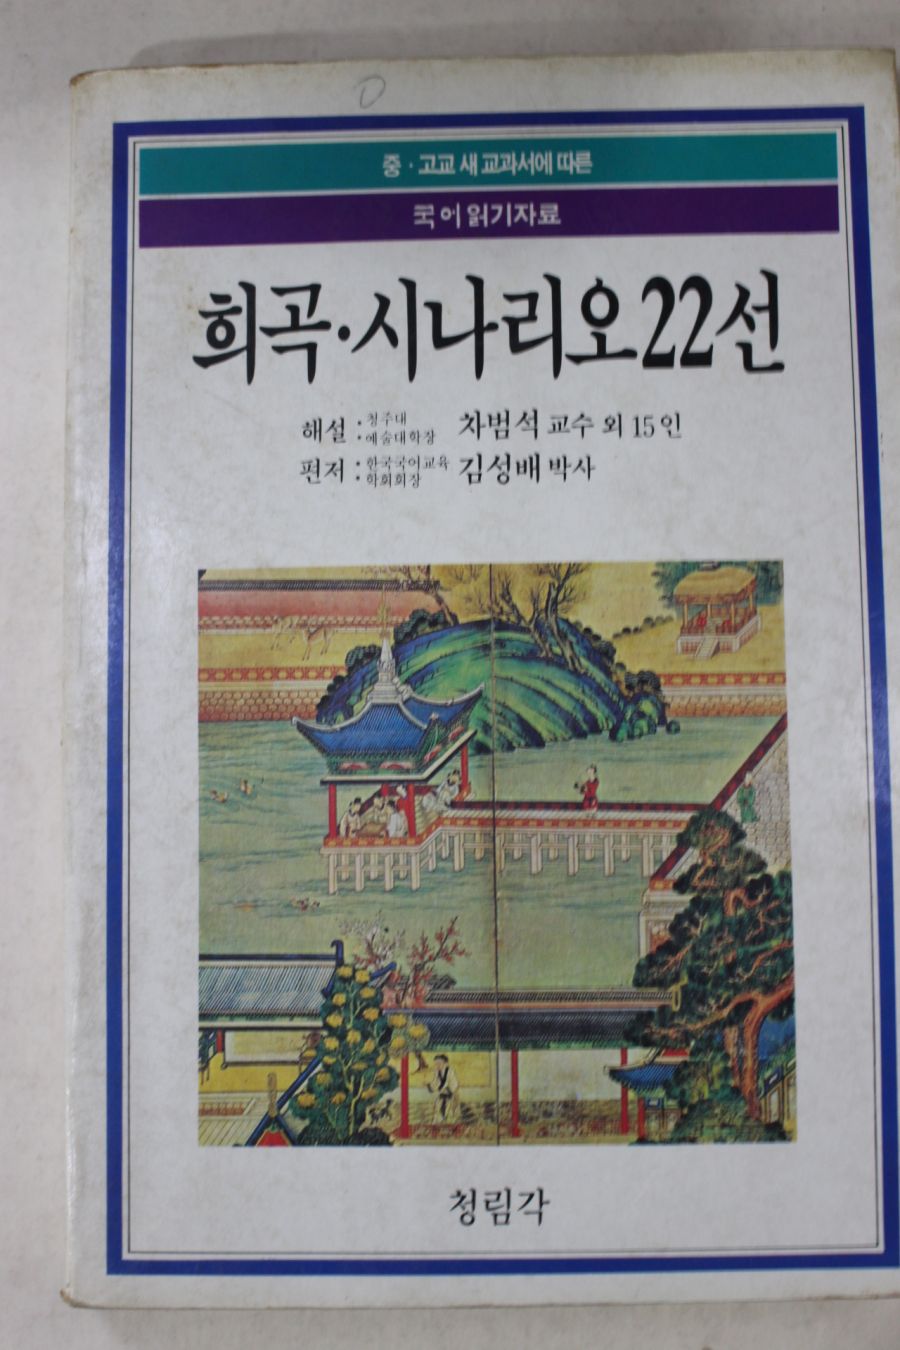 중·고교 새 교과서에 따른
국어읽기자료
희곡·시나리오22선
해설 : 청주대 예술대학장 차범석 교수 외 15인
편저 : 한국국어교육 학회회장 김성배 박사
청림각